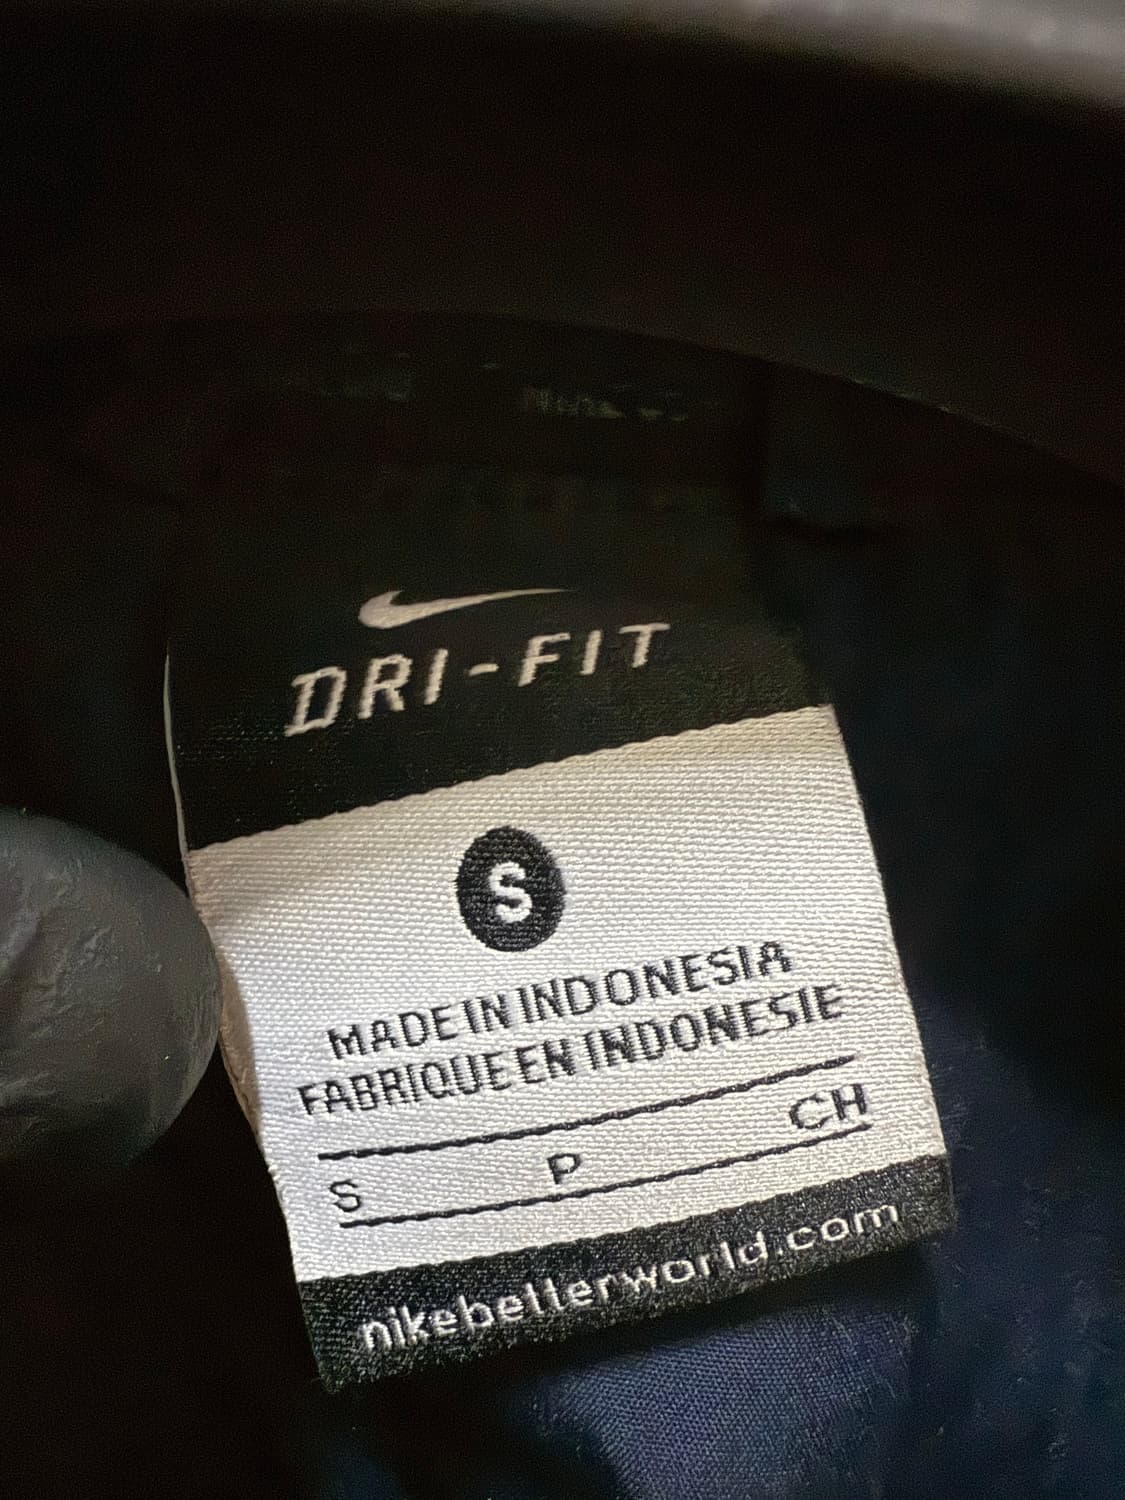 DRI-FIT
S
MADE IN INDONESIA
FABRIQUE EN INDONESIE
S P CH
nikebetterworld.com